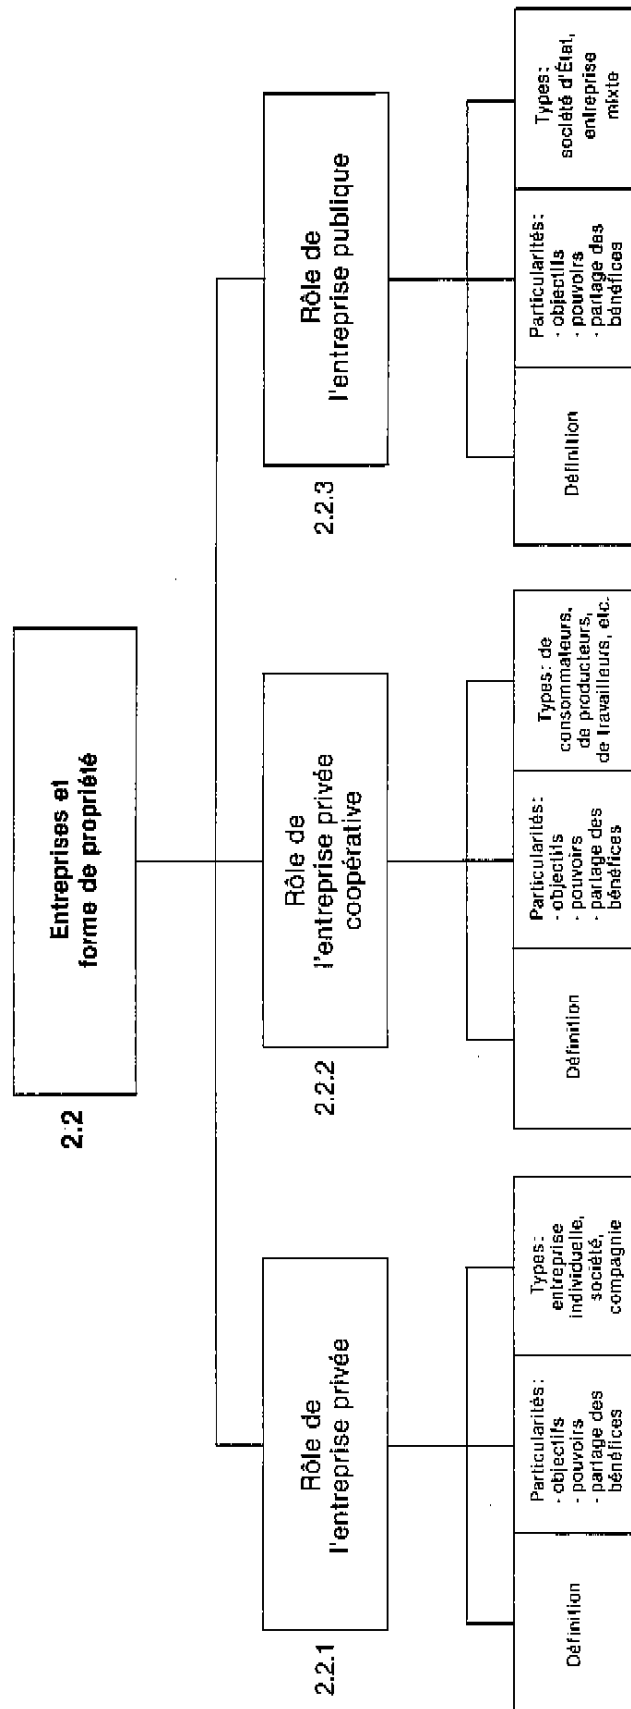 2.2
Entreprises et
forme de propriété
2.2.1
Rôle de
l'entreprise privée
Définition
Particularités:
- objectifs
- pouvoirs
- partage des
bénéfices
Types:
entreprise
individuelle,
société,
compagnie
2.2.2
Rôle de
l'entreprise privée
coopérative
Définition
Particularités:
- objectifs
- pouvoirs
- partage des
bénéfices
Types: de
consommateurs,
de producteurs,
de travailleurs, etc.
2.2.3
Rôle de
l'entreprise publique
Définition
Particularités:
- objectifs
- pouvoirs
- partage des
bénéfices
Types:
société d'État,
entreprise
mixte